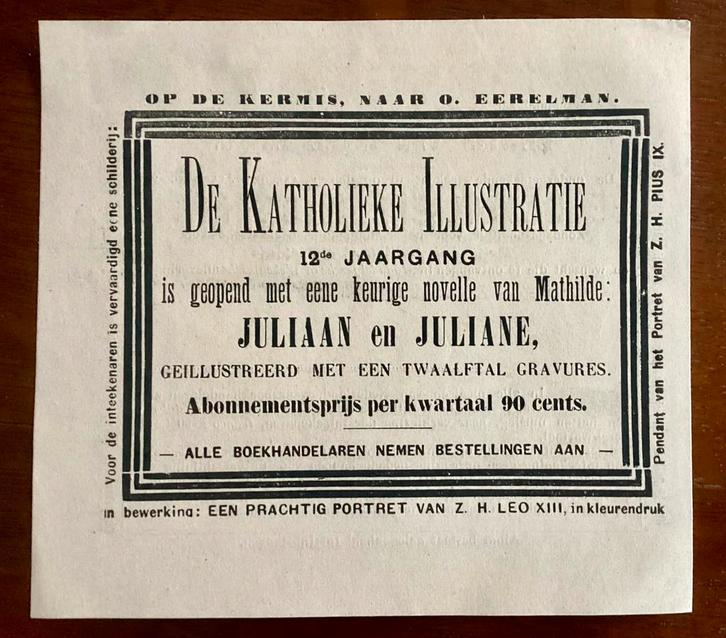 Voor de inteekenaren is vervaardigd eene schilderij:
OP DE KERMIS, NAAR O. EERELMAN.
DE KATHOLIEKE ILLUSTRATIE
12de JAARGANG
is geopend met eene keurige novelle van Mathilde:
JULIAAN en JULIANE,
GEILLUSTREERD MET EEN TWAALFTAL GRAVURES.
Abonnementsprijs per kwartaal 90 cents.
— ALLE BOEKHANDELAREN NEMEN BESTELLINGEN AAN —
Pendant van het Portret van Z. H. PIUS IX.
in bewerking: EEN PRACHTIG PORTRET VAN Z. H. LEO XIII, in kleurendruk